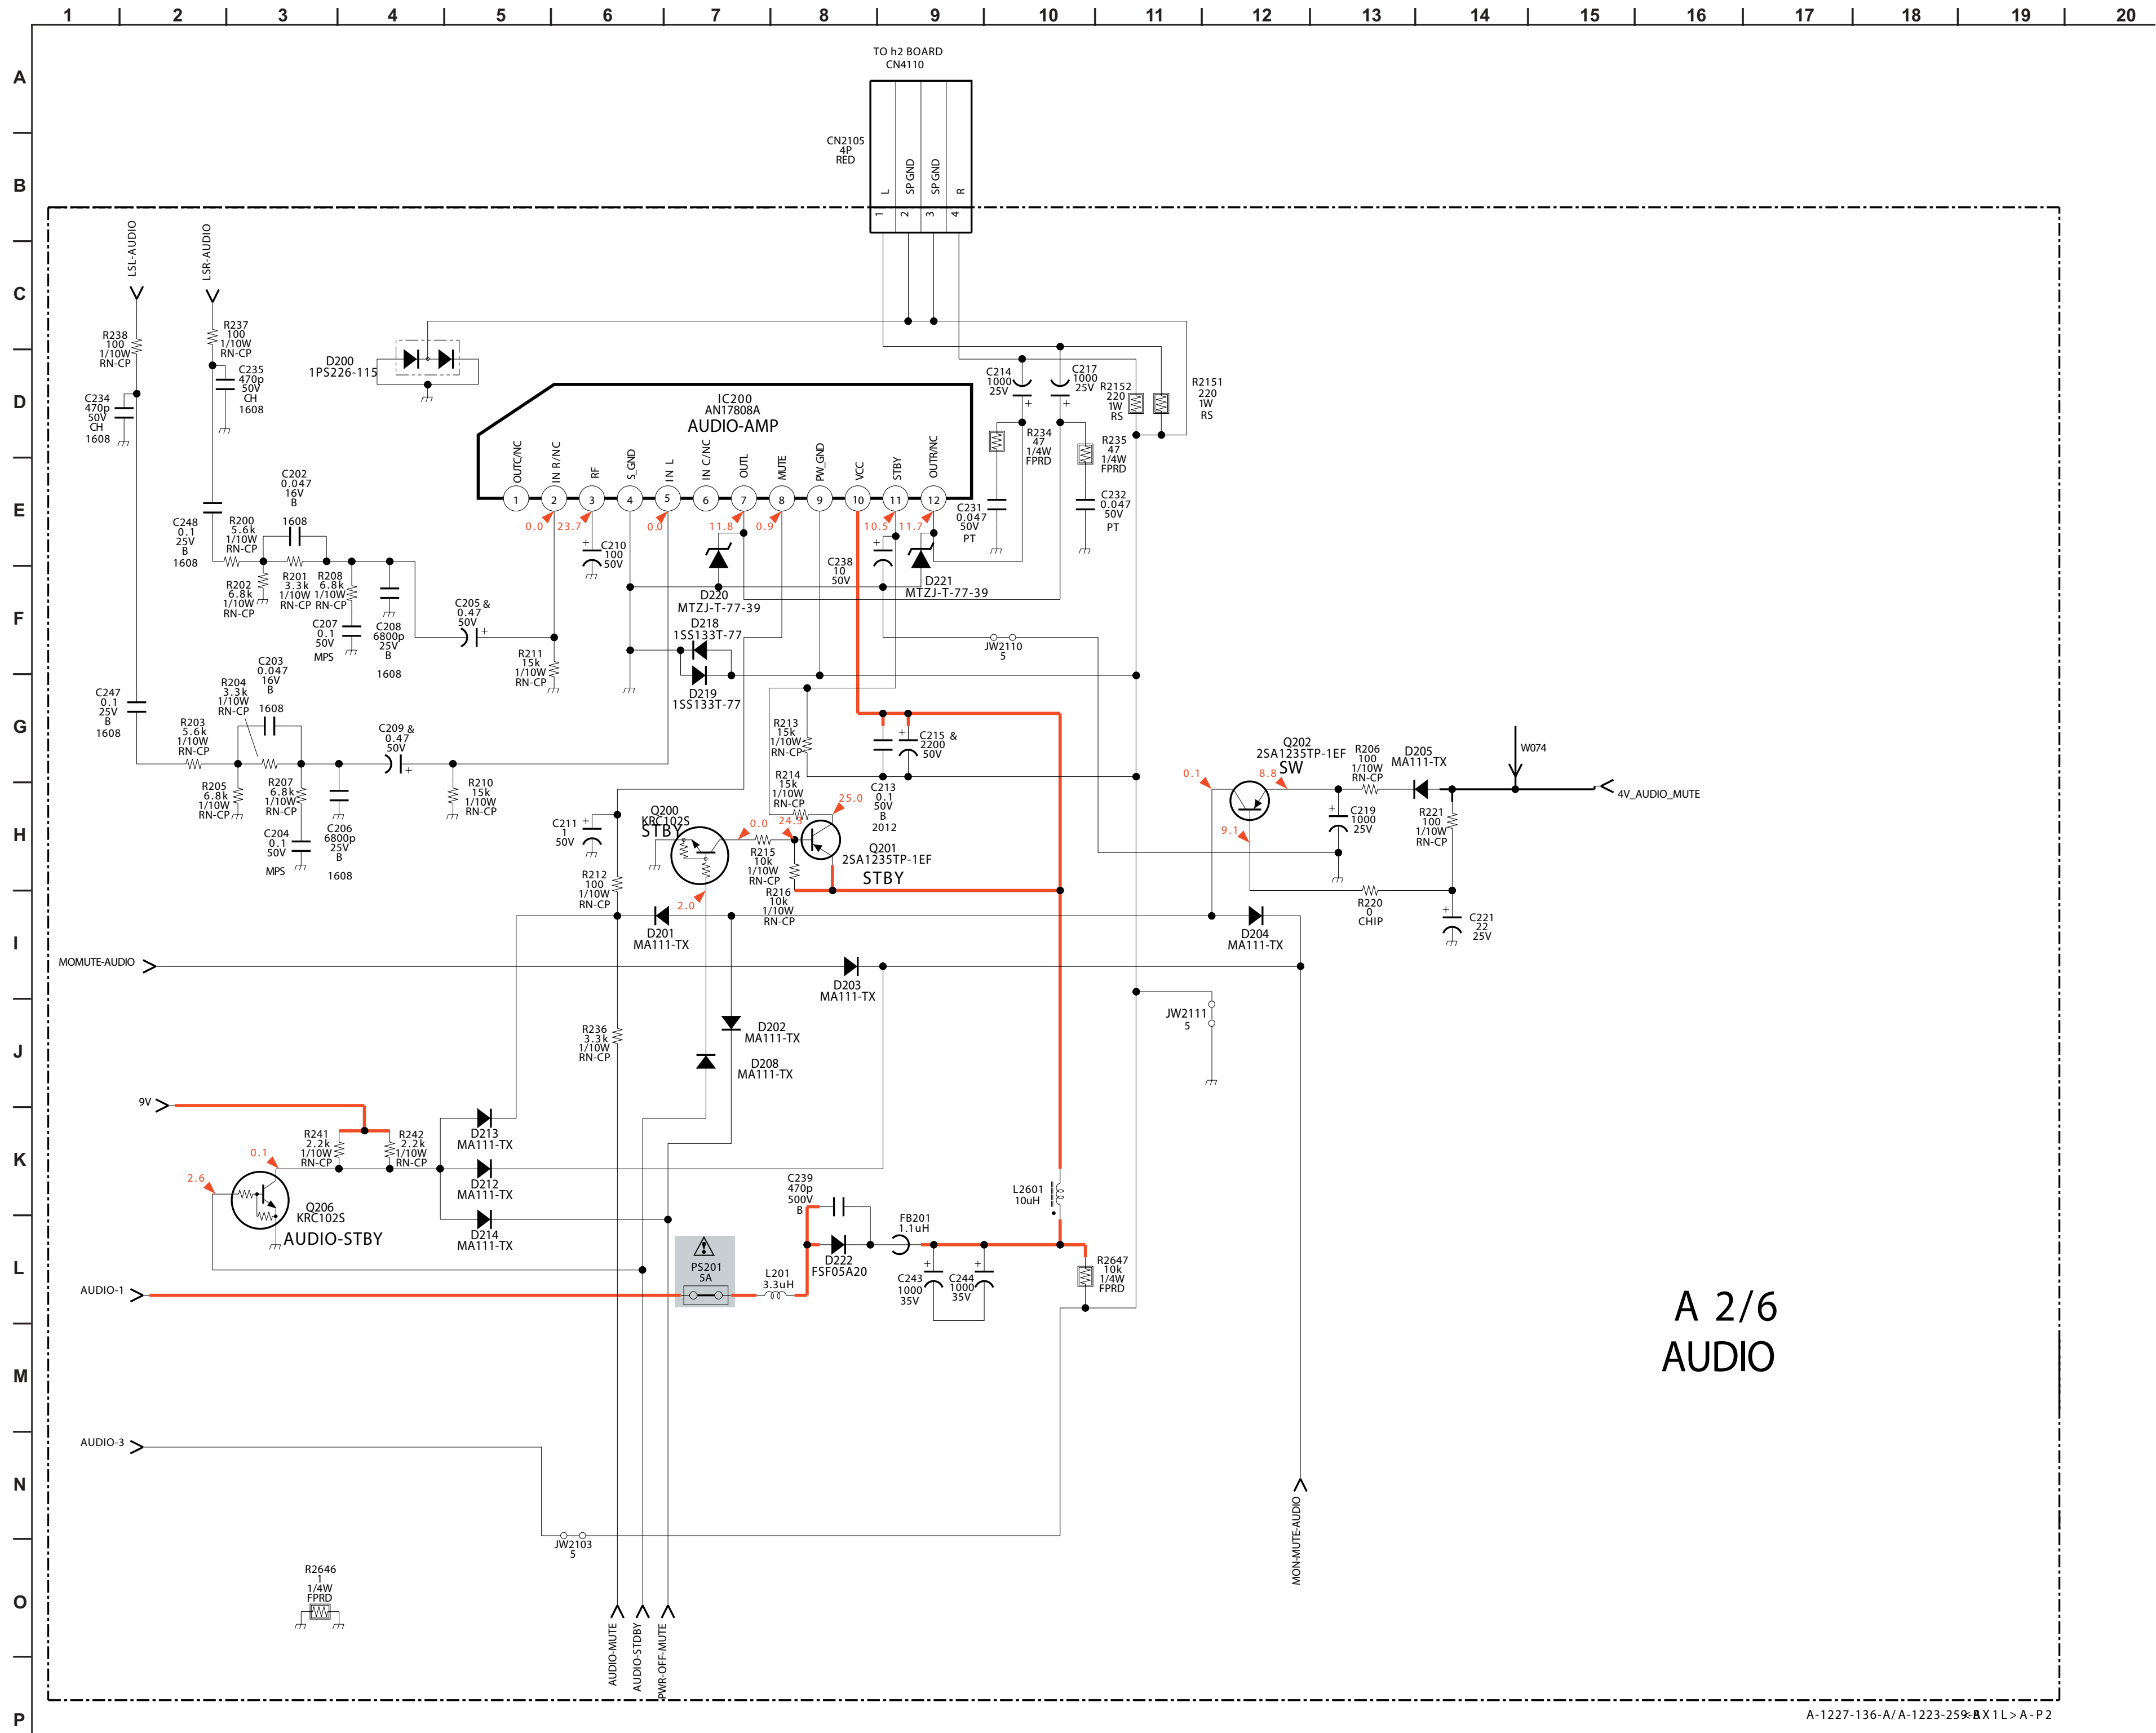 1 2 3 4 5 6 7 8 9 10 11 12 13 14 15 16 17 18 19 20
A
B
C
D
E
F
G
H
I
J
K
L
M
N
O
P
TO h2 BOARD
CN4110
CN2105
4P
RED
L
SP GND
SP GND
R
1
2
3
4
LSL-AUDIO
LSR-AUDIO
R238
100
1/10W
RN-CP
R237
100
1/10W
RN-CP
C235
470p
50V
CH
1608
C234
470p
50V
CH
1608
D200
1PS226-115
IC200
AN17808A
AUDIO-AMP
OUTC/NC
IN R/NC
RF
S_GND
IN L
IN C/NC
OUTL
MUTE
PW_GND
VCC
STBY
OUTR/NC
1 2 3 4 5 6 7 8 9 10 11 12
0.0
23.7
0.0
11.8
0.9
10.5
11.7
C214
1000
25V
C217
1000
25V
R2152
220
1W
RS
R2151
220
1W
RS
R234
47
1/4W
FPRD
R235
47
1/4W
FPRD
C231
0.047
50V
PT
C232
0.047
50V
PT
C202
0.047
16V
B
1608
C248
0.1
25V
B
1608
R200
5.6k
1/10W
RN-CP
R202
6.8k
1/10W
RN-CP
R201
3.3k
1/10W
RN-CP
R208
6.8k
1/10W
RN-CP
C207
0.1
50V
MPS
C208
6800p
25V
B
1608
C205 &
0.47
50V
R211
15k
1/10W
RN-CP
C210
100
50V
D220
MTZJ-T-77-39
D218
1SS133T-77
D219
1SS133T-77
C238
10
50V
D221
MTZJ-T-77-39
JW2110
5
C247
0.1
25V
B
1608
R203
5.6k
1/10W
RN-CP
R204
3.3k
1/10W
RN-CP
C203
0.047
16V
B
1608
R205
6.8k
1/10W
RN-CP
R207
6.8k
1/10W
RN-CP
C204
0.1
50V
MPS
C206
6800p
25V
B
1608
C209 &
0.47
50V
R210
15k
1/10W
RN-CP
R213
15k
1/10W
RN-CP
R214
15k
1/10W
RN-CP
C215 &
2200
50V
C213
0.1
50V
B
2012
C211
1
50V
R212
100
1/10W
RN-CP
Q200
KRC102S
STBY
0.0
2.0
R215
10k
1/10W
RN-CP
R216
10k
1/10W
RN-CP
25.0
24.3
Q201
2SA1235TP-1EF
STBY
Q202
2SA1235TP-1EF
SW
0.1
8.8
9.1
R206
100
1/10W
RN-CP
D205
MA111-TX
W074
4V_AUDIO_MUTE
C219
1000
25V
R221
100
1/10W
RN-CP
R220
0
CHIP
C221
22
25V
D201
MA111-TX
D204
MA111-TX
MOMUTE-AUDIO
D203
MA111-TX
R236
3.3k
1/10W
RN-CP
D202
MA111-TX
D208
MA111-TX
JW2111
5
9V
R241
2.2k
1/10W
RN-CP
R242
2.2k
1/10W
RN-CP
D213
MA111-TX
D212
MA111-TX
D214
MA111-TX
0.1
2.6
Q206
KRC102S
AUDIO-STBY
C239
470p
500V
B
FB201
1.1uH
L2601
10uH
D222
FSF05A20
PS201
5A
L201
3.3uH
C243
1000
35V
C244
1000
35V
R2647
10k
1/4W
FPRD
AUDIO-1
AUDIO-3
JW2103
5
R2646
1
1/4W
FPRD
AUDIO-MUTE
AUDIO-STDBY
PWR-OFF-MUTE
MON-MUTE-AUDIO
A 2/6
AUDIO
A-1227-136-A/A-1223-259-
BX1L>A-P2